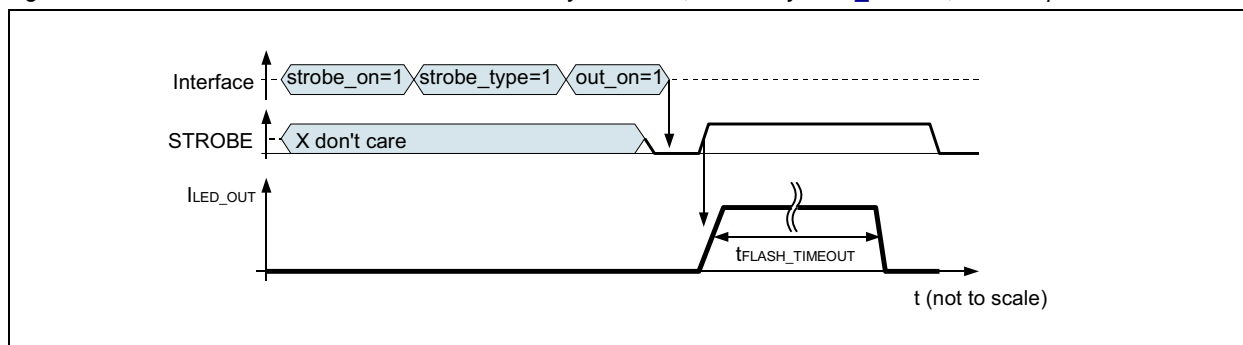 Interface
strobe_on=1 strobe_type=1 out_on=1
STROBE
X don't care
ILED_OUT
tFLASH_TIMEOUT
t (not to scale)